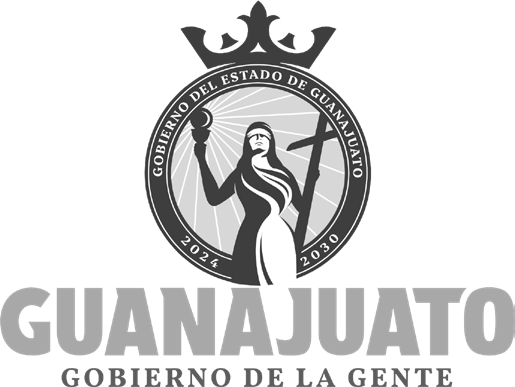 GOBIERNO DEL ESTADO DE GUANAJUATO
2024
2030
GUANAJUATO
GOBIERNO DE LA GENTE